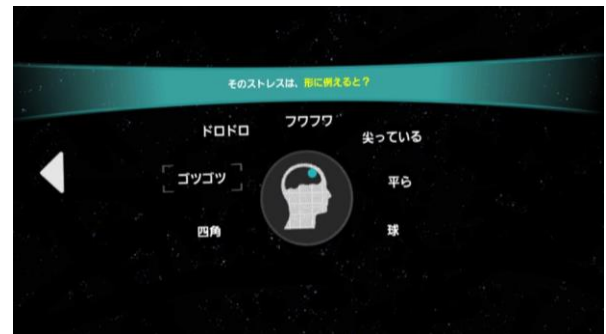 そのストレスは、形に例えると？
フワフワ
ドロドロ
尖っている
ゴツゴツ
平ら
四角
球